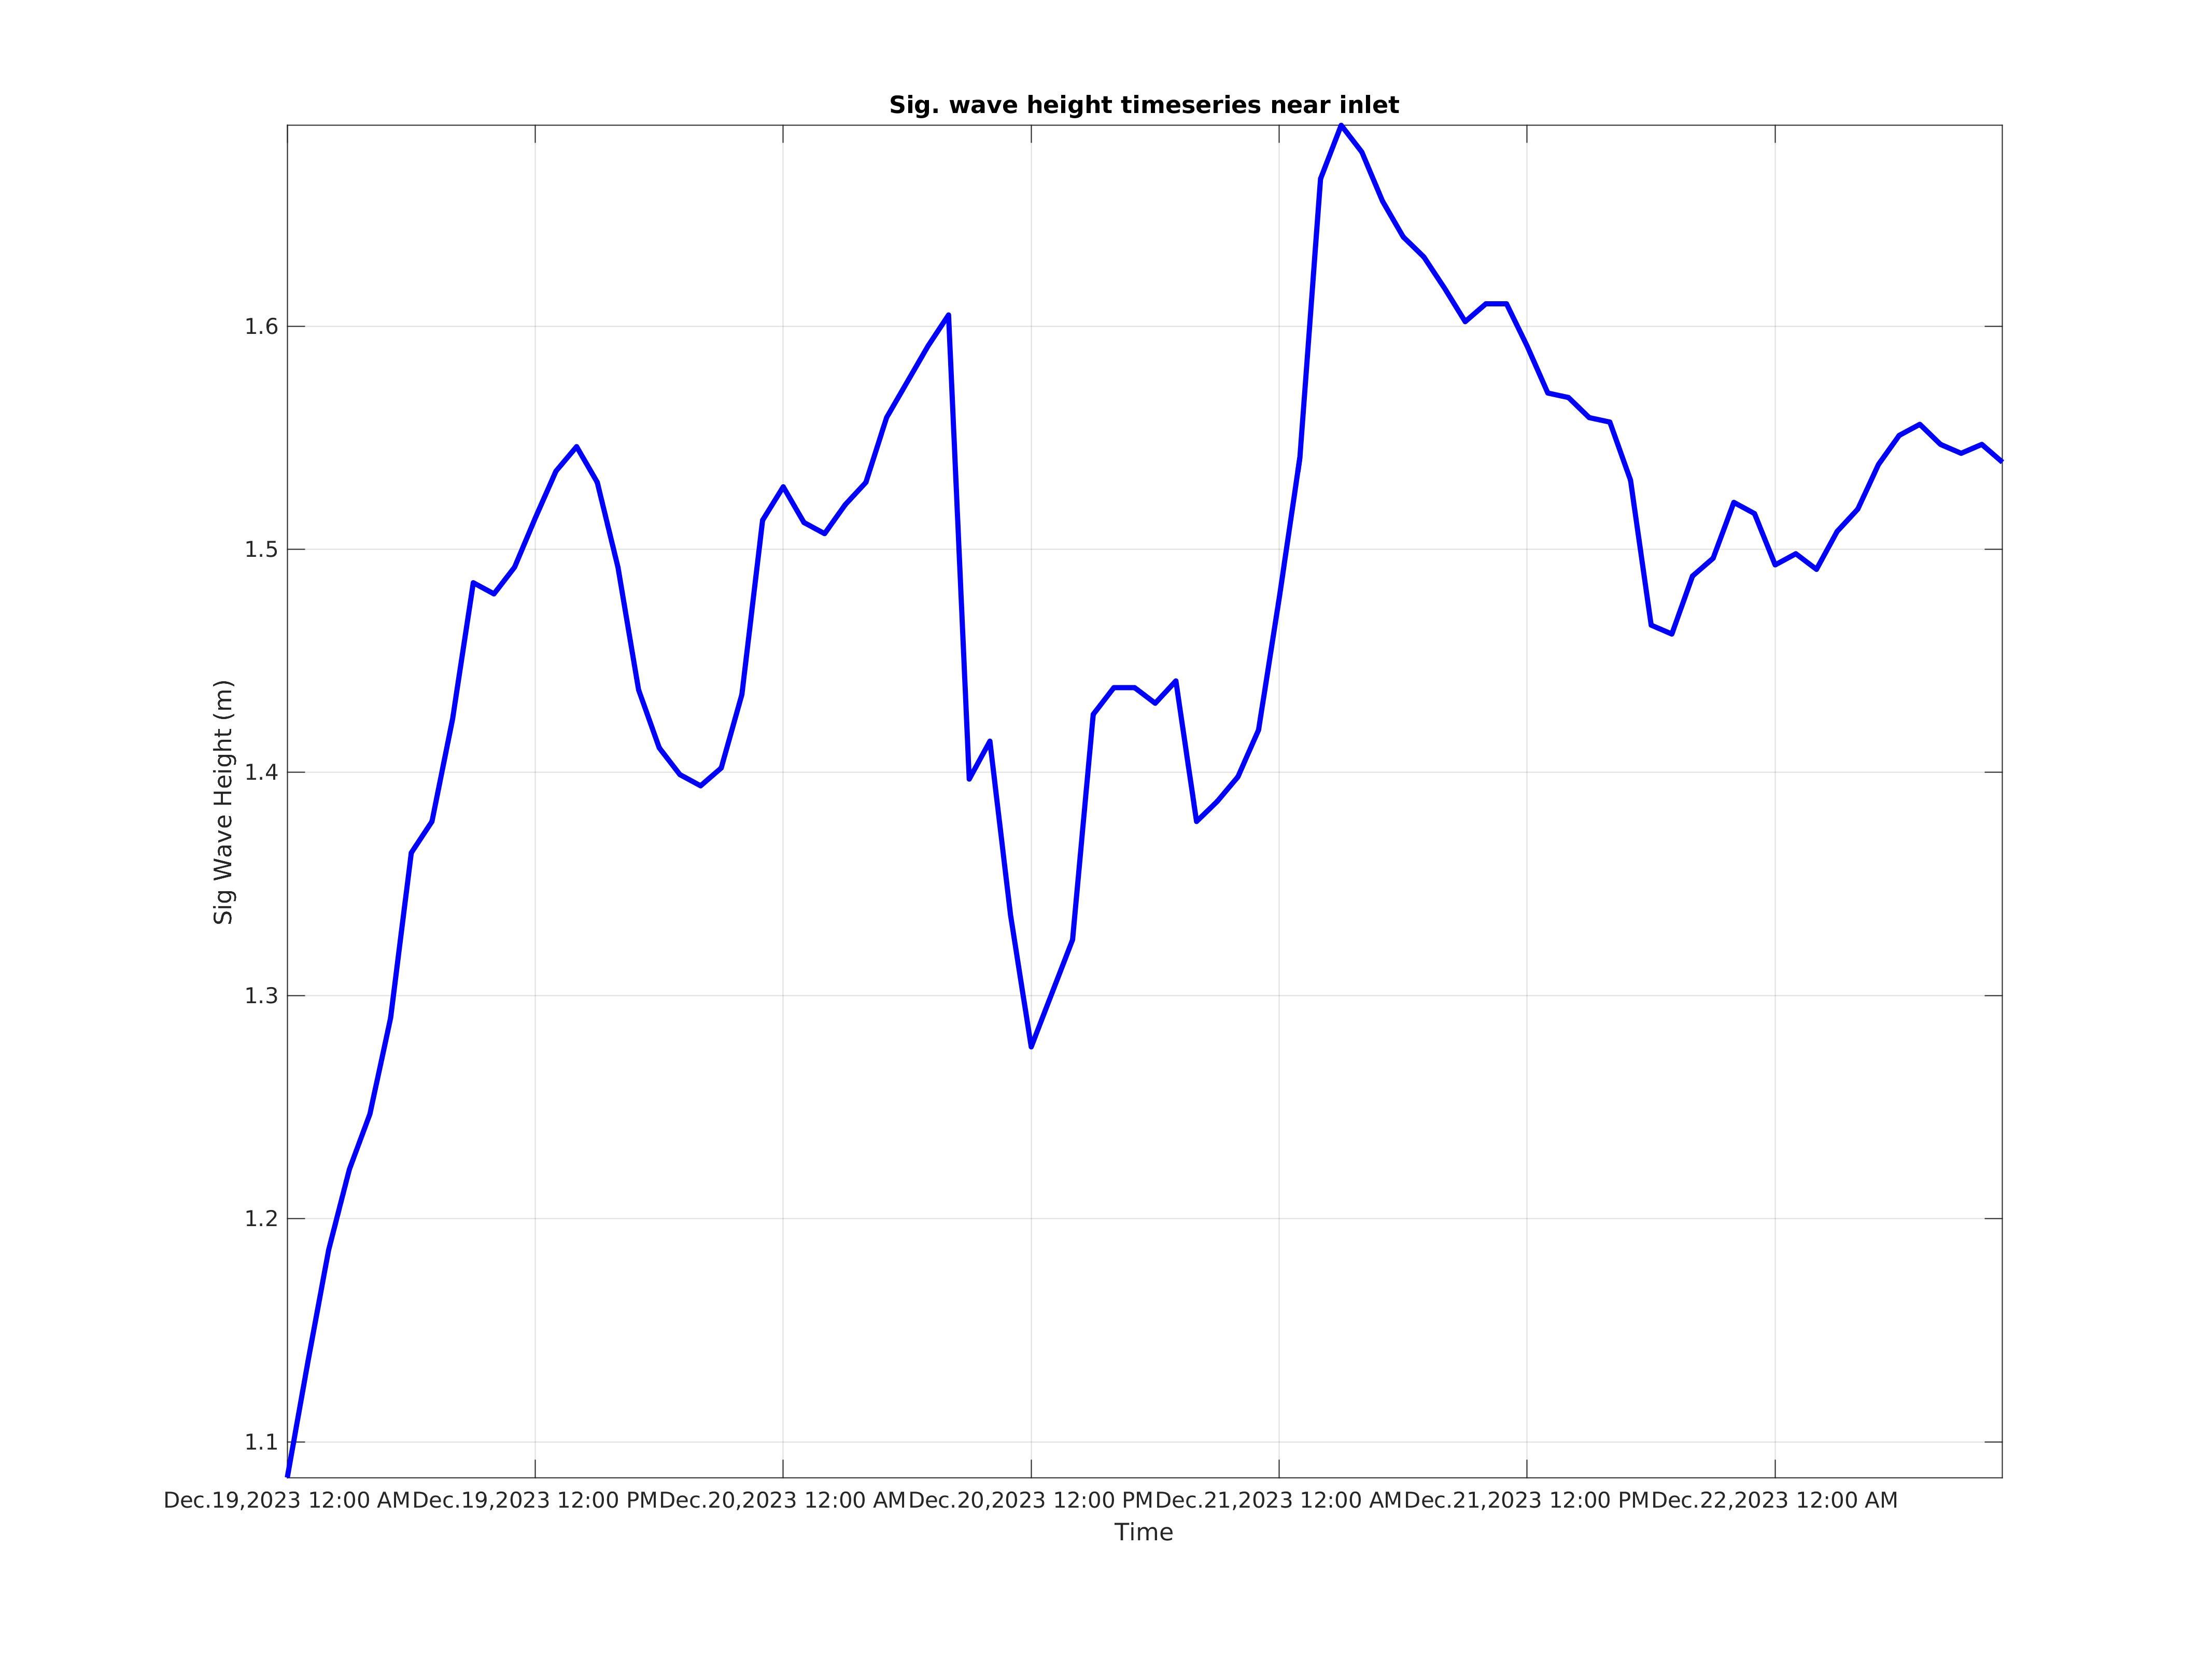 Sig. wave height timeseries near inlet
Sig Wave Height (m)
1.6
1.5
1.4
1.3
1.2
1.1
Dec.19,2023 12:00 AM Dec.19,2023 12:00 PM Dec.20,2023 12:00 AM Dec.20,2023 12:00 PM Dec.21,2023 12:00 AM Dec.21,2023 12:00 PM Dec.22,2023 12:00 AM
Time